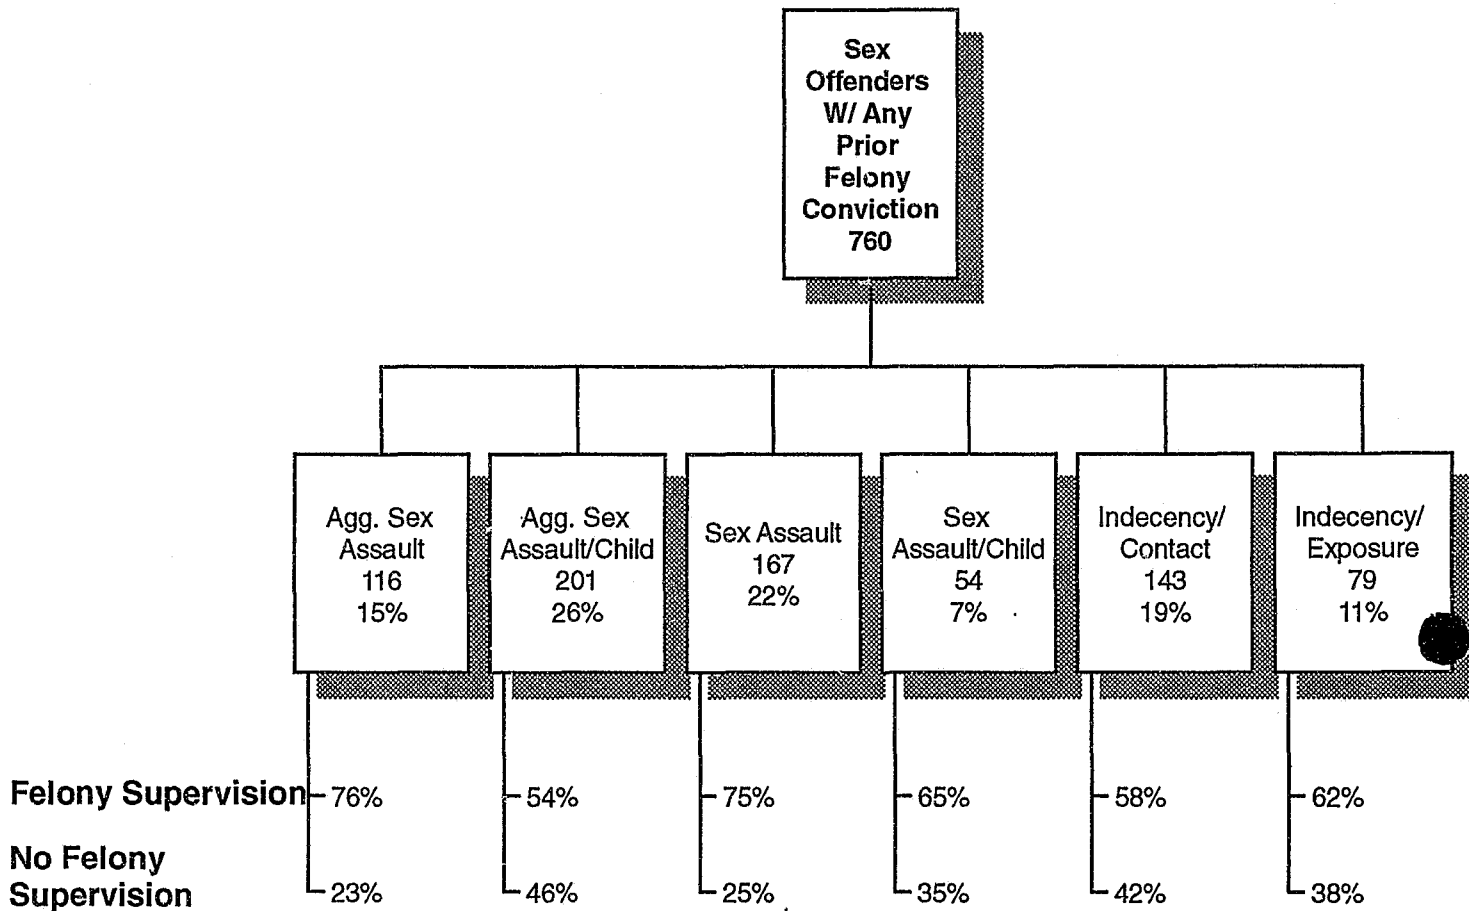 Sex
Offenders
W/ Any
Prior
Felony
Conviction
760
Agg. Sex
Assault
116
15%
Agg. Sex
Assault/Child
201
26%
Sex Assault
167
22%
Sex
Assault/Child
54
7%
Indecency/
Contact
143
19%
Indecency/
Exposure
79
11%
Felony Supervision 76% 54% 75% 65% 58% 62%
No Felony
Supervision 23% 46% 25% 35% 42% 38%